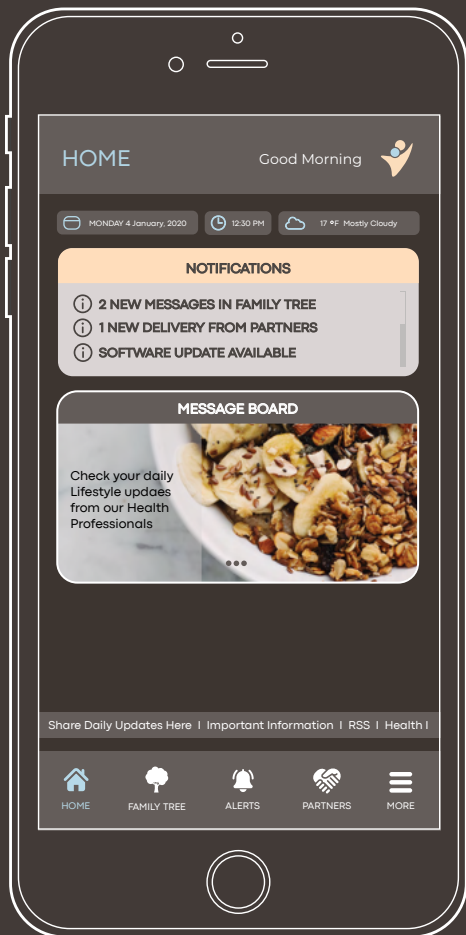 HOME
Good Morning
MONDAY 4 January, 2020
12:30 PM
17 °F Mostly Cloudy
NOTIFICATIONS
2 NEW MESSAGES IN FAMILY TREE
1 NEW DELIVERY FROM PARTNERS
SOFTWARE UPDATE AVAILABLE
MESSAGE BOARD
Check your daily
Lifestyle updaes
from our Health
Professionals
Share Daily Updates Here I Important Information I RSS I Health I
HOME
FAMILY TREE
ALERTS
PARTNERS
MORE